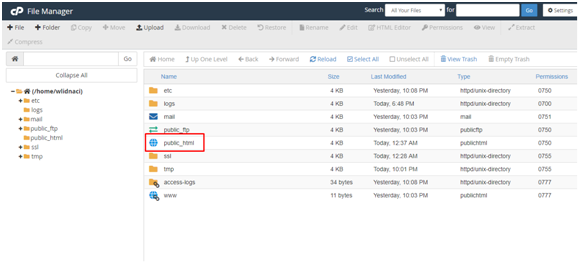 cP File Manager Search All Your Files for Go Settings
+ File + Folder Copy + Move Upload Download Delete Restore Rename Edit HTML Editor Permissions View Extract
Compress
Go Home Up One Level Back Forward Reload Select All Unselect All View Trash Empty Trash
Collapse All
Name Size Last Modified Type Permissions
etc 4 KB Yesterday, 10:08 PM httpd/unix-directory 0750
logs 4 KB Today, 6:48 PM httpd/unix-directory 0700
mail 4 KB Yesterday, 10:03 PM mail 0751
public_ftp 4 KB Yesterday, 10:03 PM publicftp 0750
public_html 4 KB Today, 12:37 AM publichtml 0750
ssl 4 KB Today, 12:28 AM httpd/unix-directory 0755
tmp 4 KB Today, 10:01 PM httpd/unix-directory 0755
access-logs 34 bytes Yesterday, 10:08 PM httpd/unix-directory 0777
www 11 bytes Yesterday, 10:03 PM publichtml 0777
– (/home/wlidnaci)
+ etc
logs
+ mail
+ public_ftp
public_html
+ ssl
+ tmp